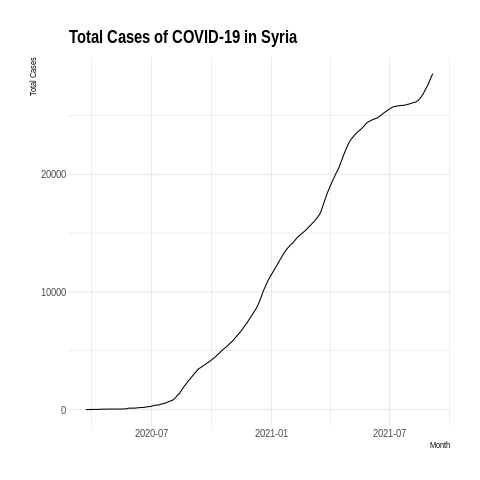 Total Cases of COVID-19 in Syria
Total Cases
20000
10000
0
2020-07
2021-01
2021-07
Month